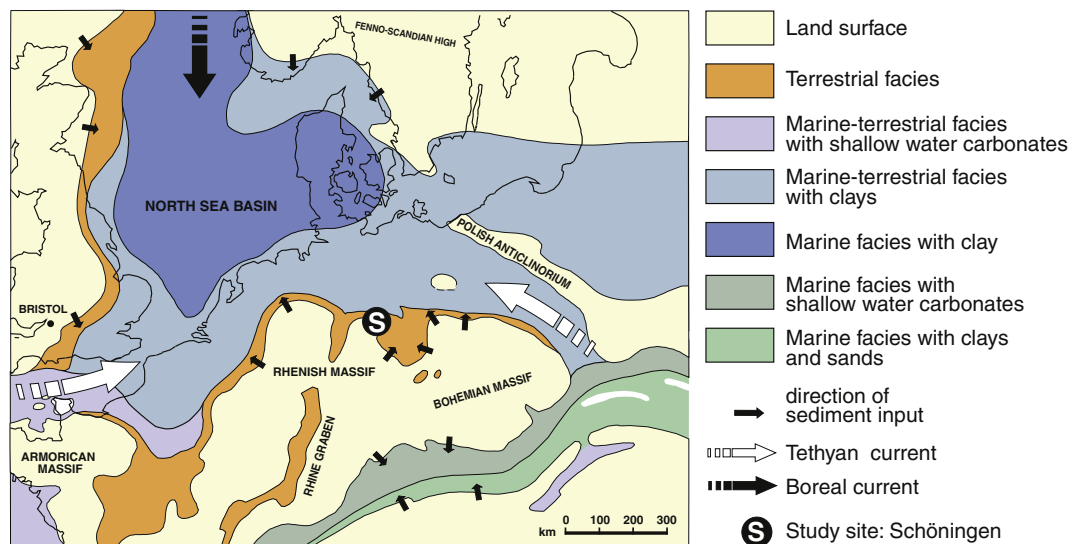 FENNO-SCANDIAN HIGH
NORTH SEA BASIN
POLISH ANTICLINORIUM
BRISTOL
S
RHENISH MASSIF
BOHEMIAN MASSIF
ARMORICAN
MASSIF
RHINE GRABEN
km
0 100 200 300
Land surface
Terrestrial facies
Marine-terrestrial facies
with shallow water carbonates
Marine-terrestrial facies
with clays
Marine facies with clay
Marine facies with
shallow water carbonates
Marine facies with clays
and sands
direction of
sediment input
Tethyan current
Boreal current
S Study site: Schöningen